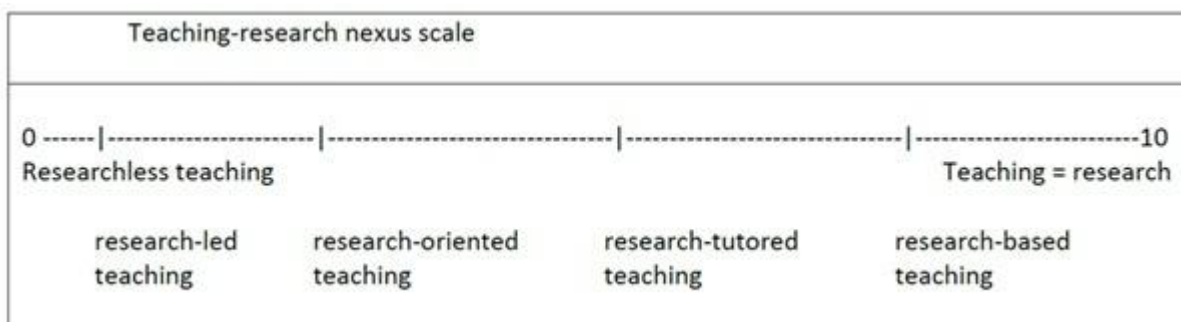 Teaching-research nexus scale
0 ------|------------------------|----------------------------------|---------------------------------|--------------------------10
Researchless teaching Teaching = research
research-led research-oriented research-tutored research-based
teaching teaching teaching teaching